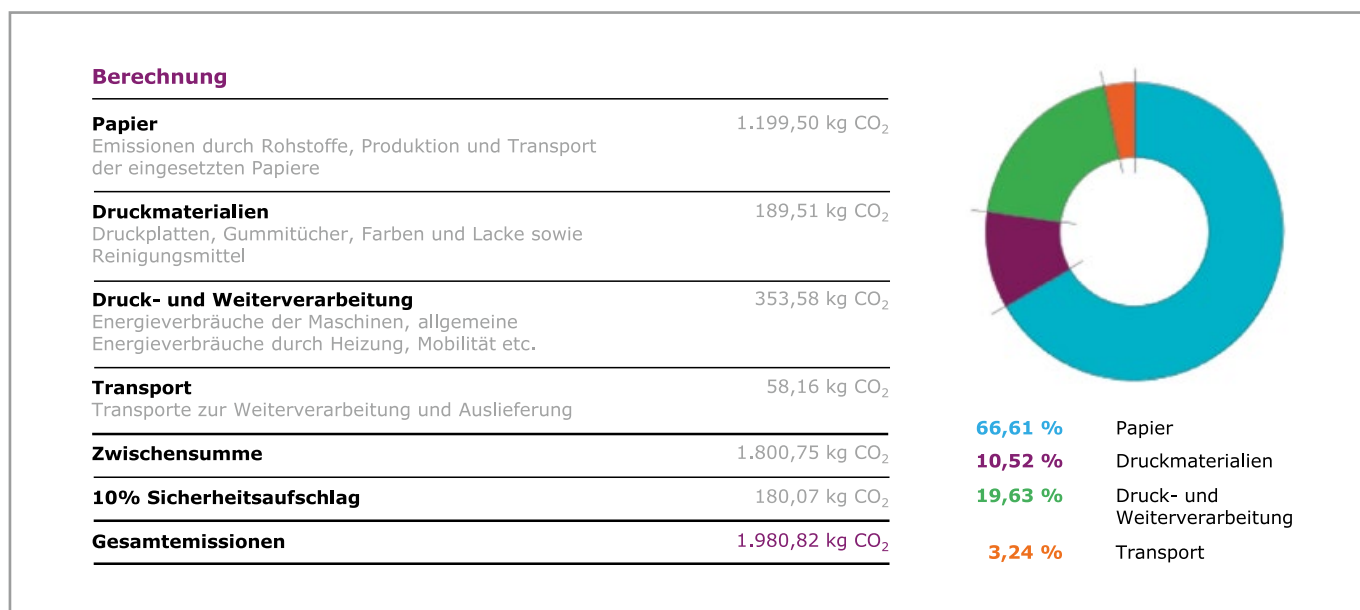 Berechnung
Papier 1.199,50 kg CO₂
Emissionen durch Rohstoffe, Produktion und Transport
der eingesetzten Papiere
Druckmaterialien 189,51 kg CO₂
Druckplatten, Gummitücher, Farben und Lacke sowie
Reinigungsmittel
Druck- und Weiterverarbeitung 353,58 kg CO₂
Energieverbräuche der Maschinen, allgemeine
Energieverbräuche durch Heizung, Mobilität etc.
Transport 58,16 kg CO₂
Transporte zur Weiterverarbeitung und Auslieferung
Zwischensumme 1.800,75 kg CO₂
10% Sicherheitsaufschlag 180,07 kg CO₂
Gesamtemissionen 1.980,82 kg CO₂
66,61 % Papier
10,52 % Druckmaterialien
19,63 % Druck- und
Weiterverarbeitung
3,24 % Transport